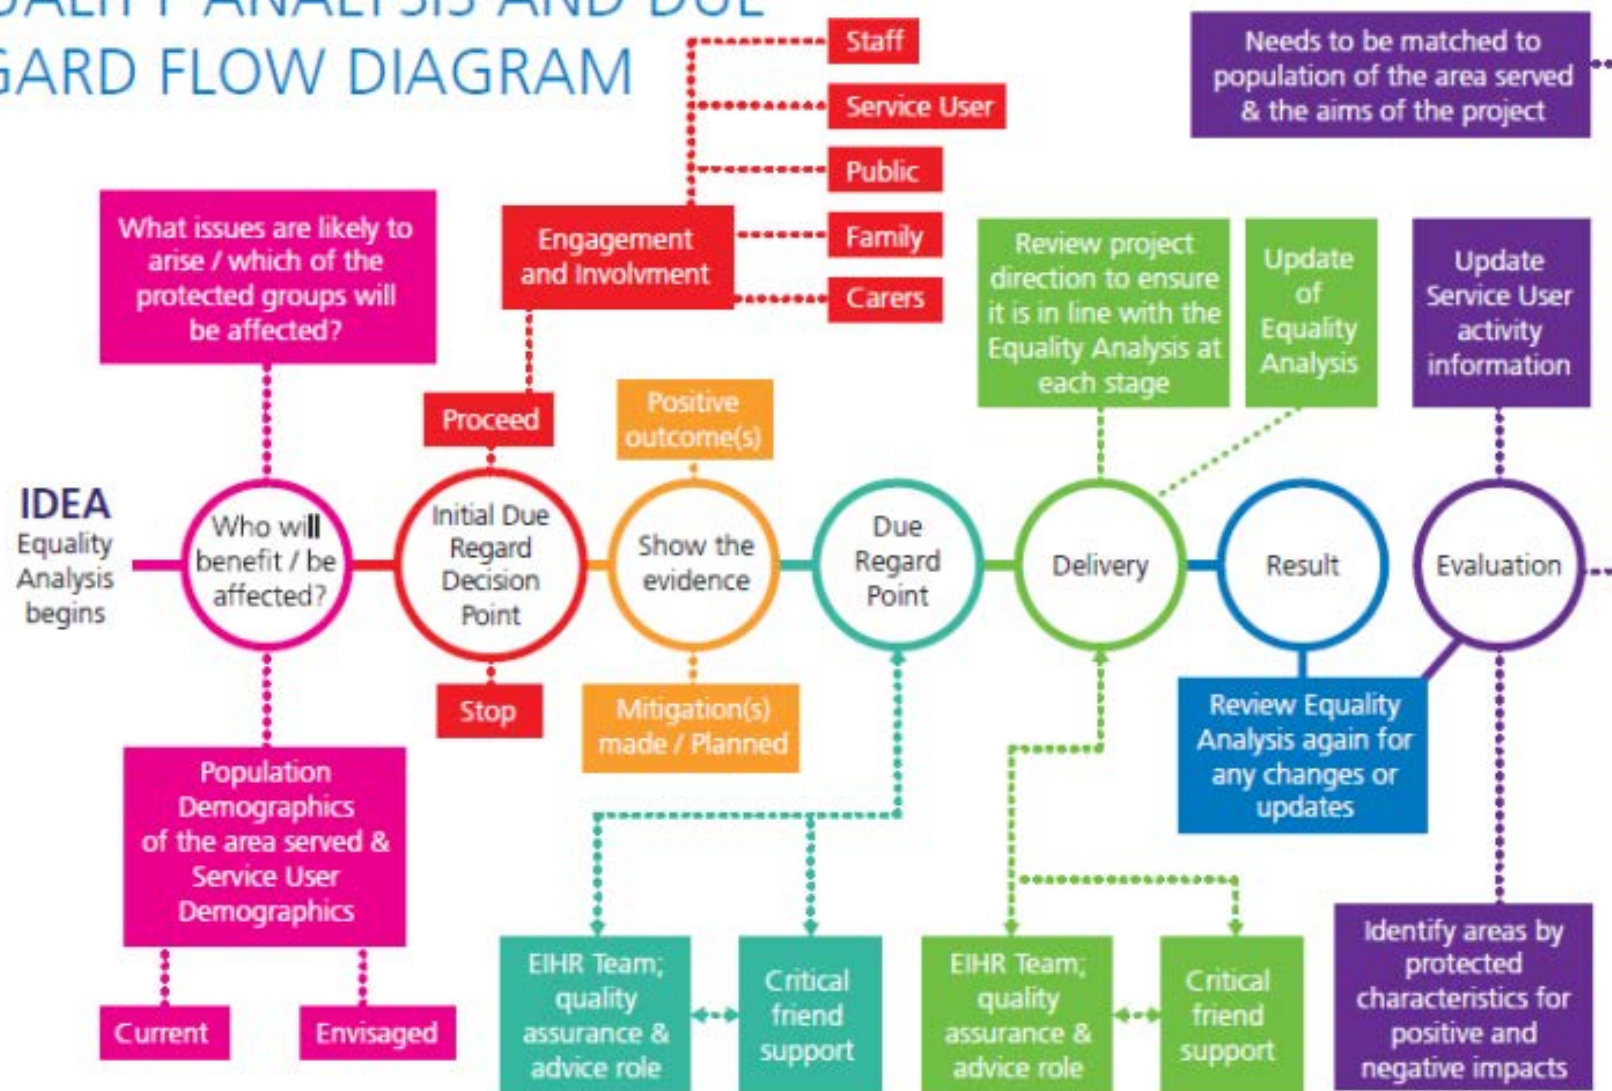 UALITY ANALYSIS AND DUE
GARD FLOW DIAGRAM
Staff
Service User
Public
Family
Carers
Engagement
and Involvment
Needs to be matched to
population of the area served
& the aims of the project
What issues are likely to
arise / which of the
protected groups will
be affected?
Proceed
Positive
outcome(s)
Review project
direction to ensure
it is in line with the
Equality Analysis at
each stage
Update
of
Equality
Analysis
Update
Service User
activity
information
IDEA
Equality
Analysis
begins
Who will
benefit / be
affected?
Initial Due
Regard
Decision
Point
Show the
evidence
Due
Regard
Point
Delivery
Result
Evaluation
Stop
Mitigation(s)
made / Planned
Review Equality
Analysis again for
any changes or
updates
Population
Demographics
of the area served &
Service User
Demographics
Current
Envisaged
EIHR Team;
quality
assurance &
advice role
Critical
friend
support
EIHR Team;
quality
assurance &
advice role
Critical
friend
support
Identify areas by
protected
characteristics for
positive and
negative impacts